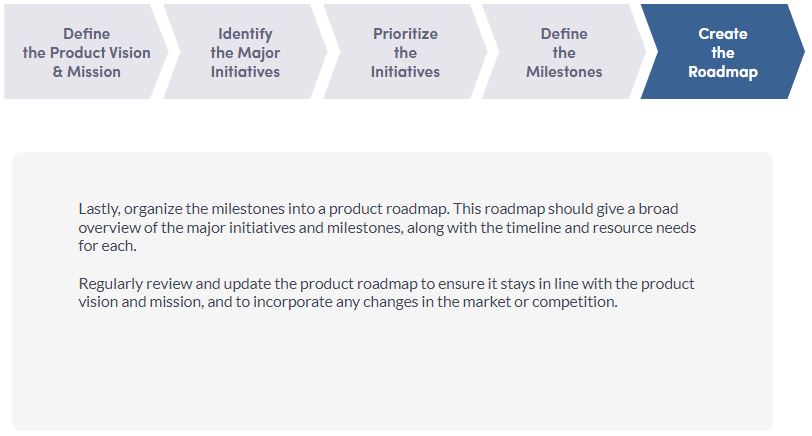 Define
the Product Vision
& Mission
Identify
the Major
Initiatives
Prioritize
the
Initiatives
Define
the
Milestones
Create
the
Roadmap
Lastly, organize the milestones into a product roadmap. This roadmap should give a broad
overview of the major initiatives and milestones, along with the timeline and resource needs
for each.
Regularly review and update the product roadmap to ensure it stays in line with the product
vision and mission, and to incorporate any changes in the market or competition.